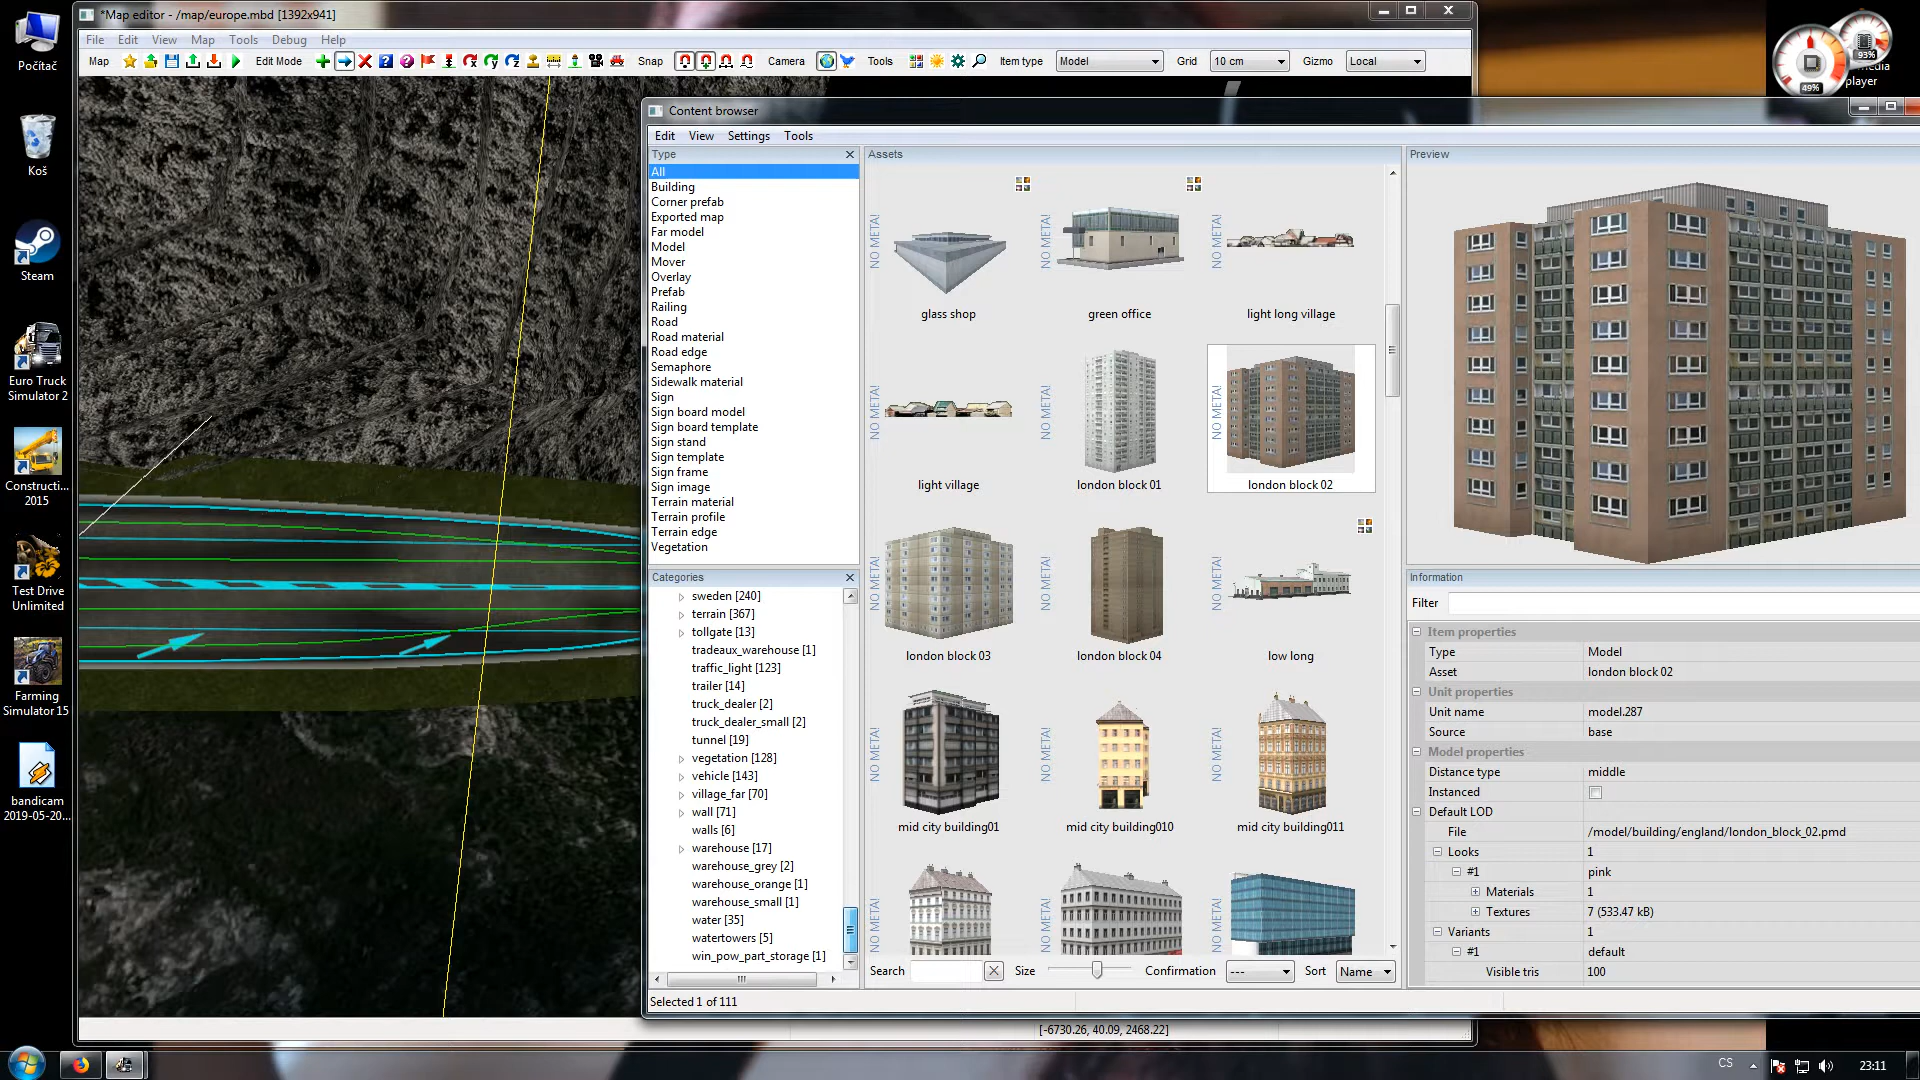 Počítač
Koš
Steam
Euro Truck
Simulator 2
Constructi...
2015
Test Drive
Unlimited
Farming
Simulator 15
bandicam
2019-05-20...
*Map editor - /map/europe.mbd [1392x941]
File Edit View Map Tools Debug Help
Map Edit Mode Snap Camera Tools Item type Model Grid 10 cm Gizmo Local
93%
49%
player
Content browser
Edit View Settings Tools
Type
All
Building
Corner prefab
Exported map
Far model
Model
Mover
Overlay
Prefab
Railing
Road
Road material
Road edge
Semaphore
Sidewalk material
Sign
Sign board model
Sign board template
Sign stand
Sign template
Sign frame
Sign image
Terrain material
Terrain profile
Terrain edge
Vegetation
Categories
sweden [240]
terrain [367]
tollgate [13]
tradeaux_warehouse [1]
traffic_light [123]
trailer [14]
truck_dealer [2]
truck_dealer_small [2]
tunnel [19]
vegetation [128]
vehicle [143]
village_far [70]
wall [71]
walls [6]
warehouse [17]
warehouse_grey [2]
warehouse_orange [1]
warehouse_small [1]
water [35]
watertowers [5]
win_pow_part_storage [1]
Assets
NO META! NO META! NO META!
glass shop green office light long village
NO META! NO META! NO META!
light village london block 01 london block 02
NO META! NO META! NO META!
london block 03 london block 04 low long
NO META! NO META! NO META!
mid city building01 mid city building010 mid city building011
NO META! NO META! NO META!
Search Size Confirmation --- Sort Name
Selected 1 of 111
Preview
Information
Filter
Item properties
Type Model
Asset london block 02
Unit properties
Unit name model.287
Source base
Model properties
Distance type middle
Instanced
Default LOD
File /model/building/england/london_block_02.pmd
Looks 1
#1 pink
Materials 1
Textures 7 (533.47 kB)
Variants 1
#1 default
Visible tris 100
[-6730.26, 40.09, 2468.22]
CS
23:11